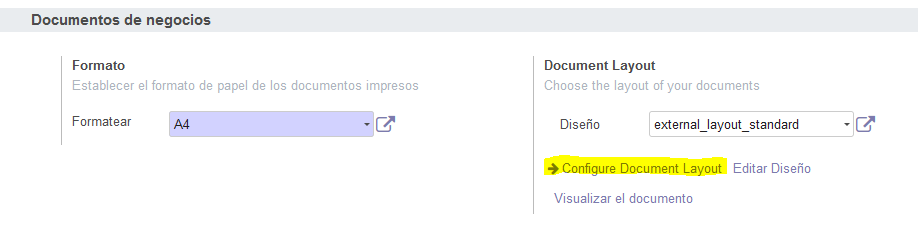 Documentos de negocios
Formato
Establecer el formato de papel de los documentos impresos
Formatear A4
Document Layout
Choose the layout of your documents
Diseño external_layout_standard
Configure Document Layout Editar Diseño
Visualizar el documento